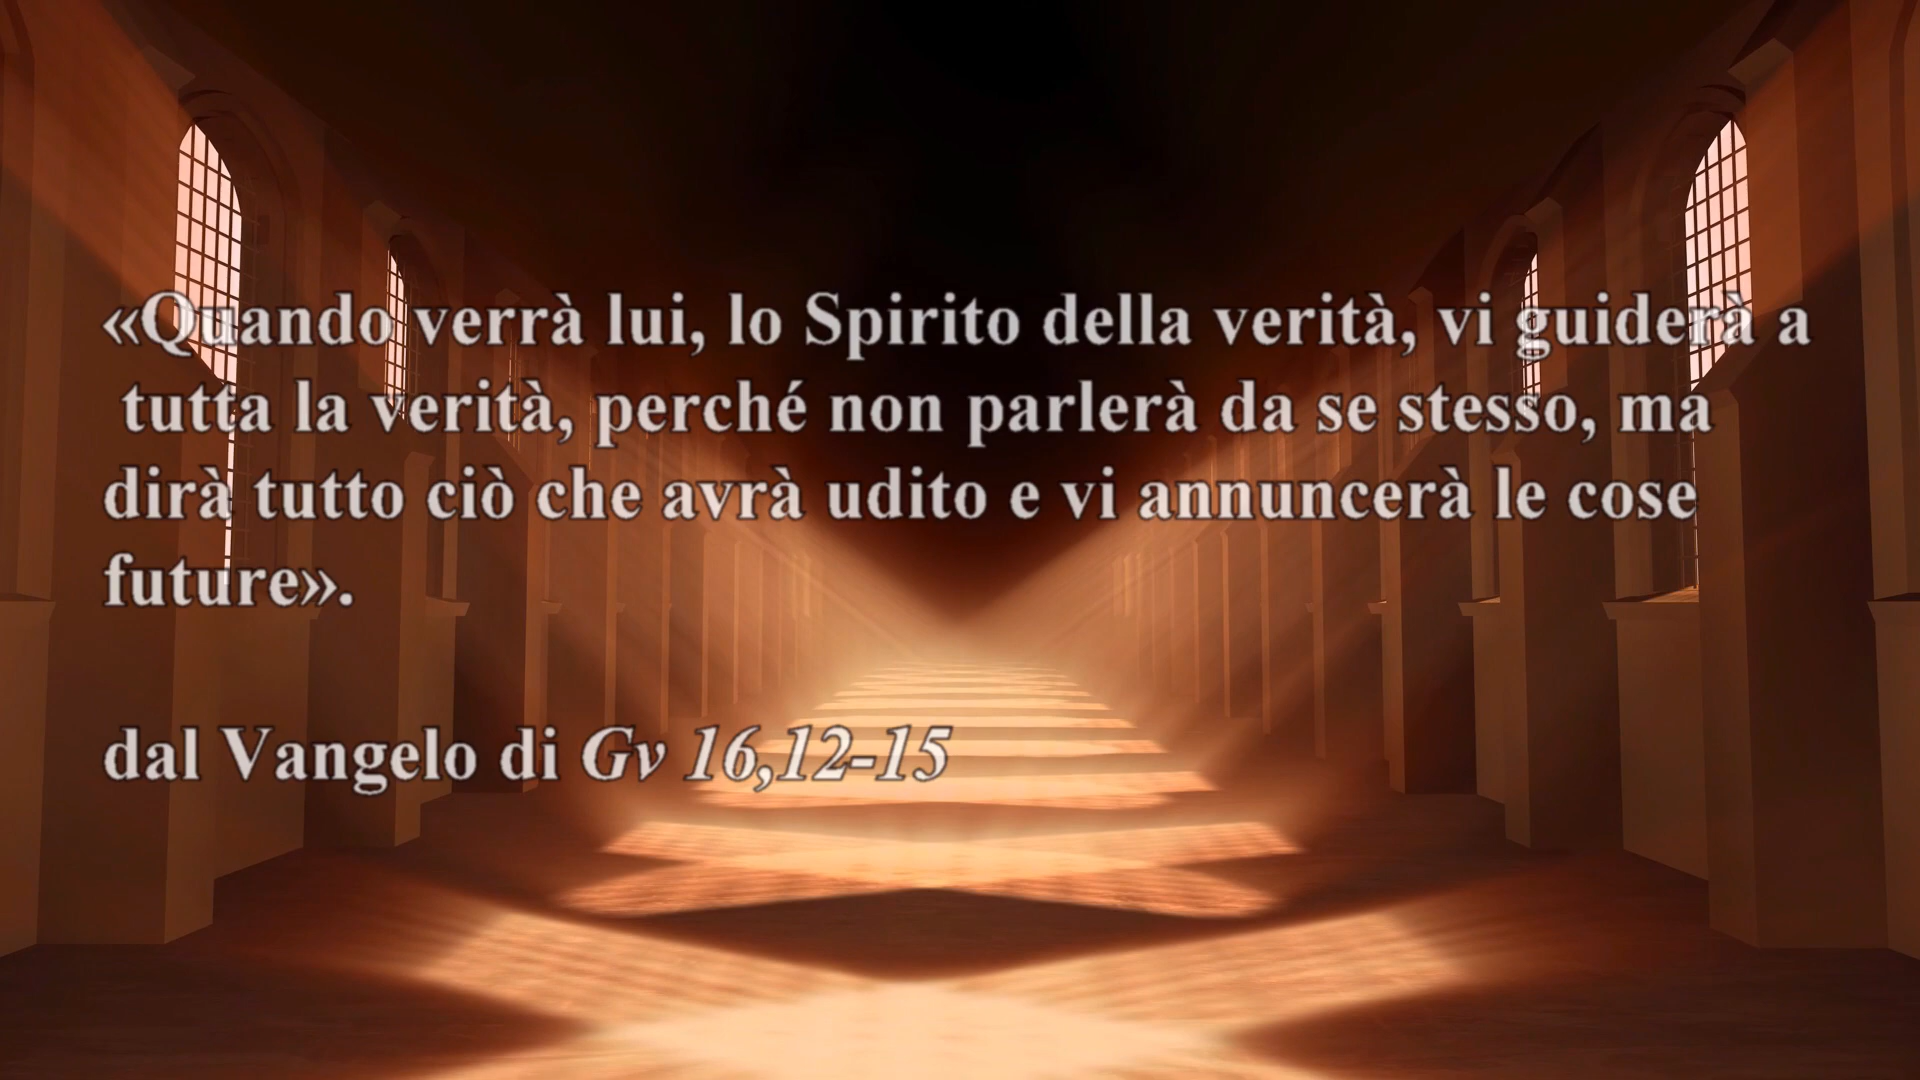 «Quando verrà lui, lo Spirito della verità, vi guiderà a
tutta la verità, perché non parlerà da se stesso, ma
dirà tutto ciò che avrà udito e vi annuncerà le cose
future».
dal Vangelo di Gv 16,12-15